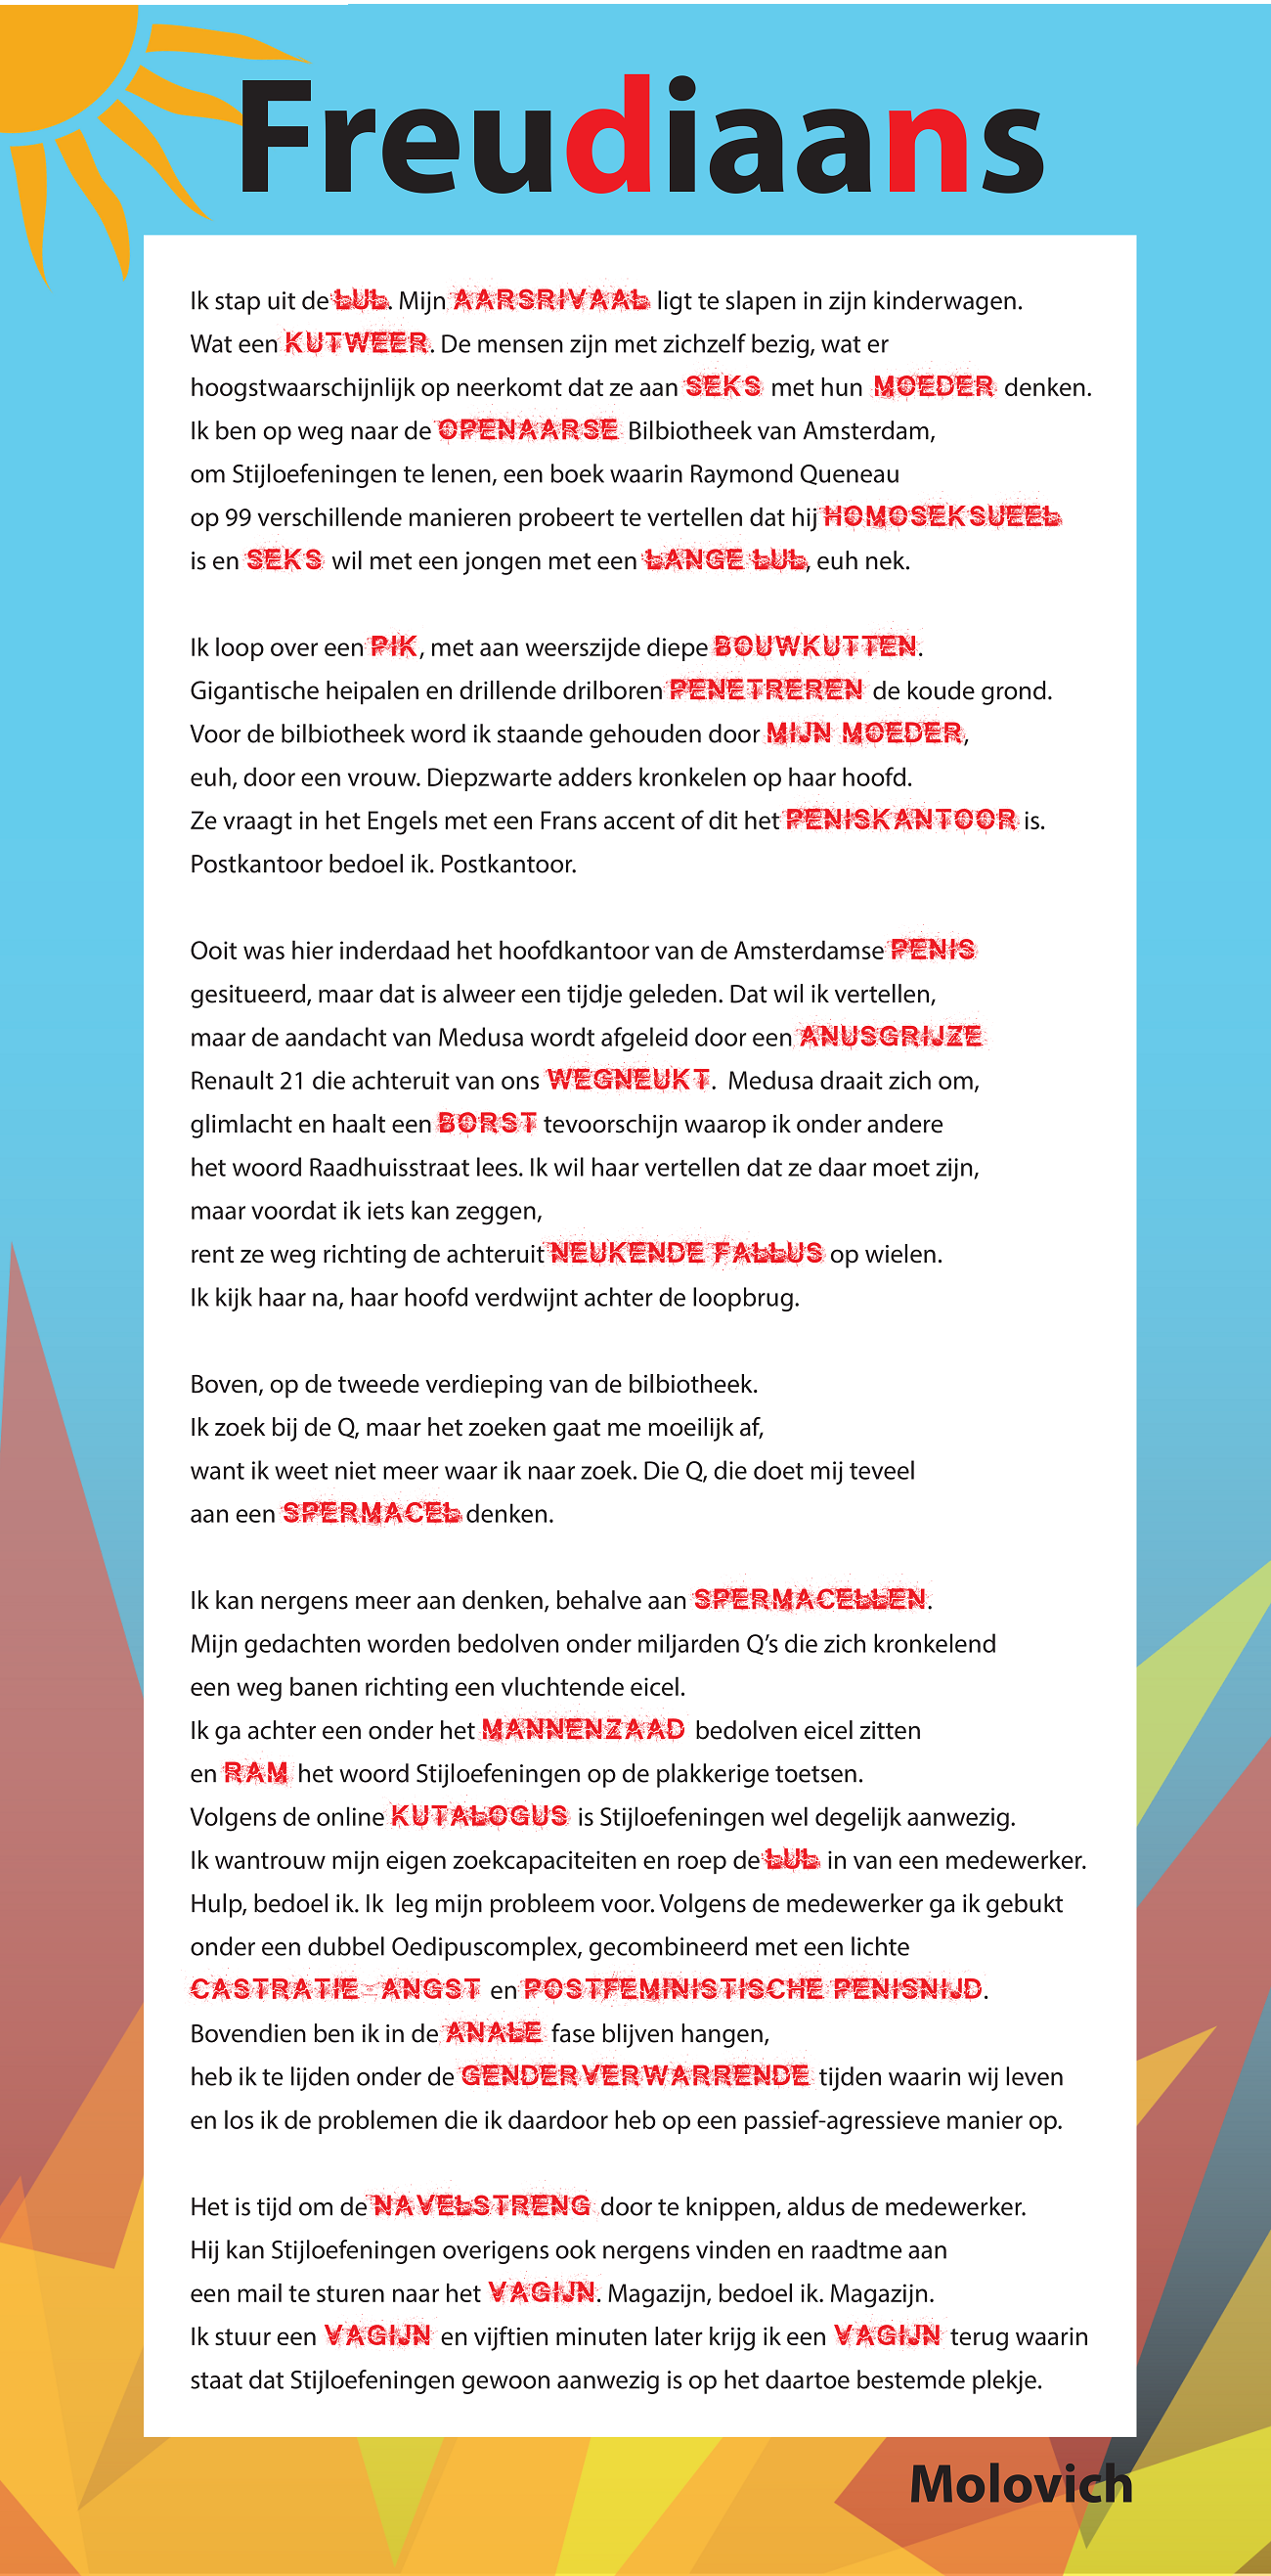 Freudiaans
Ik stap uit de LUL. Mijn AARSRIVAAL ligt te slapen in zijn kinderwagen.
Wat een KUTWEER. De mensen zijn met zichzelf bezig, wat er
hoogstwaarschijnlijk op neerkomt dat ze aan SEKS met hun MOEDER denken.
Ik ben op weg naar de OPENAARSE Bilbiotheek van Amsterdam,
om Stijloefeningen te lenen, een boek waarin Raymond Queneau
op 99 verschillende manieren probeert te vertellen dat hij HOMOSEKSUEEL
is en SEKS wil met een jongen met een LANGE LUL, euh nek.
Ik loop over een PIK, met aan weerszijde diepe BOUWKUTTEN.
Gigantische heipalen en drillende drilboren PENETREREN de koude grond.
Voor de bilbiotheek word ik staande gehouden door MIJN MOEDER,
euh, door een vrouw. Diepzwarte adders kronkelen op haar hoofd.
Ze vraagt in het Engels met een Frans accent of dit het PENISKANTOOR is.
Postkantoor bedoel ik. Postkantoor.
Ooit was hier inderdaad het hoofdkantoor van de Amsterdamse PENIS
gesitueerd, maar dat is alweer een tijdje geleden. Dat wil ik vertellen,
maar de aandacht van Medusa wordt afgeleid door een ANUSGRIJZE
Renault 21 die achteruit van ons WEGNEUKT. Medusa draait zich om,
glimlacht en haalt een BORST tevoorschijn waarop ik onder andere
het woord Raadhuisstraat lees. Ik wil haar vertellen dat ze daar moet zijn,
maar voordat ik iets kan zeggen,
rent ze weg richting de achteruit NEUKENDE FALLUS op wielen.
Ik kijk haar na, haar hoofd verdwijnt achter de loopbrug.
Boven, op de tweede verdieping van de bilbiotheek.
Ik zoek bij de Q, maar het zoeken gaat me moeilijk af,
want ik weet niet meer waar ik naar zoek. Die Q, die doet mij teveel
aan een SPERMACEL denken.
Ik kan nergens meer aan denken, behalve aan SPERMACELLEN.
Mijn gedachten worden bedolven onder miljarden Q’s die zich kronkelend
een weg banen richting een vluchtende eicel.
Ik ga achter een onder het MANNENZAAD bedolven eicel zitten
en RAM het woord Stijloefeningen op de plakkerige toetsen.
Volgens de online KUTALOGUS is Stijloefeningen wel degelijk aanwezig.
Ik wantrouw mijn eigen zoekcapaciteiten en roep de LUL in van een medewerker.
Hulp, bedoel ik. Ik leg mijn probleem voor. Volgens de medewerker ga ik gebukt
onder een dubbel Oedipuscomplex, gecombineerd met een lichte
CASTRATIE-ANGST en POSTFEMINISTISCHE PENISNIJD.
Bovendien ben ik in de ANALE fase blijven hangen,
heb ik te lijden onder de GENDERVERWARRENDE tijden waarin wij leven
en los ik de problemen die ik daardoor heb op een passief-agressieve manier op.
Het is tijd om de NAVELSTRENG door te knippen, aldus de medewerker.
Hij kan Stijloefeningen overigens ook nergens vinden en raadtme aan
een mail te sturen naar het VAGIJN. Magazijn, bedoel ik. Magazijn.
Ik stuur een VAGIJN en vijftien minuten later krijg ik een VAGIJN terug waarin
staat dat Stijloefeningen gewoon aanwezig is op het daartoe bestemde plekje.
Molovich